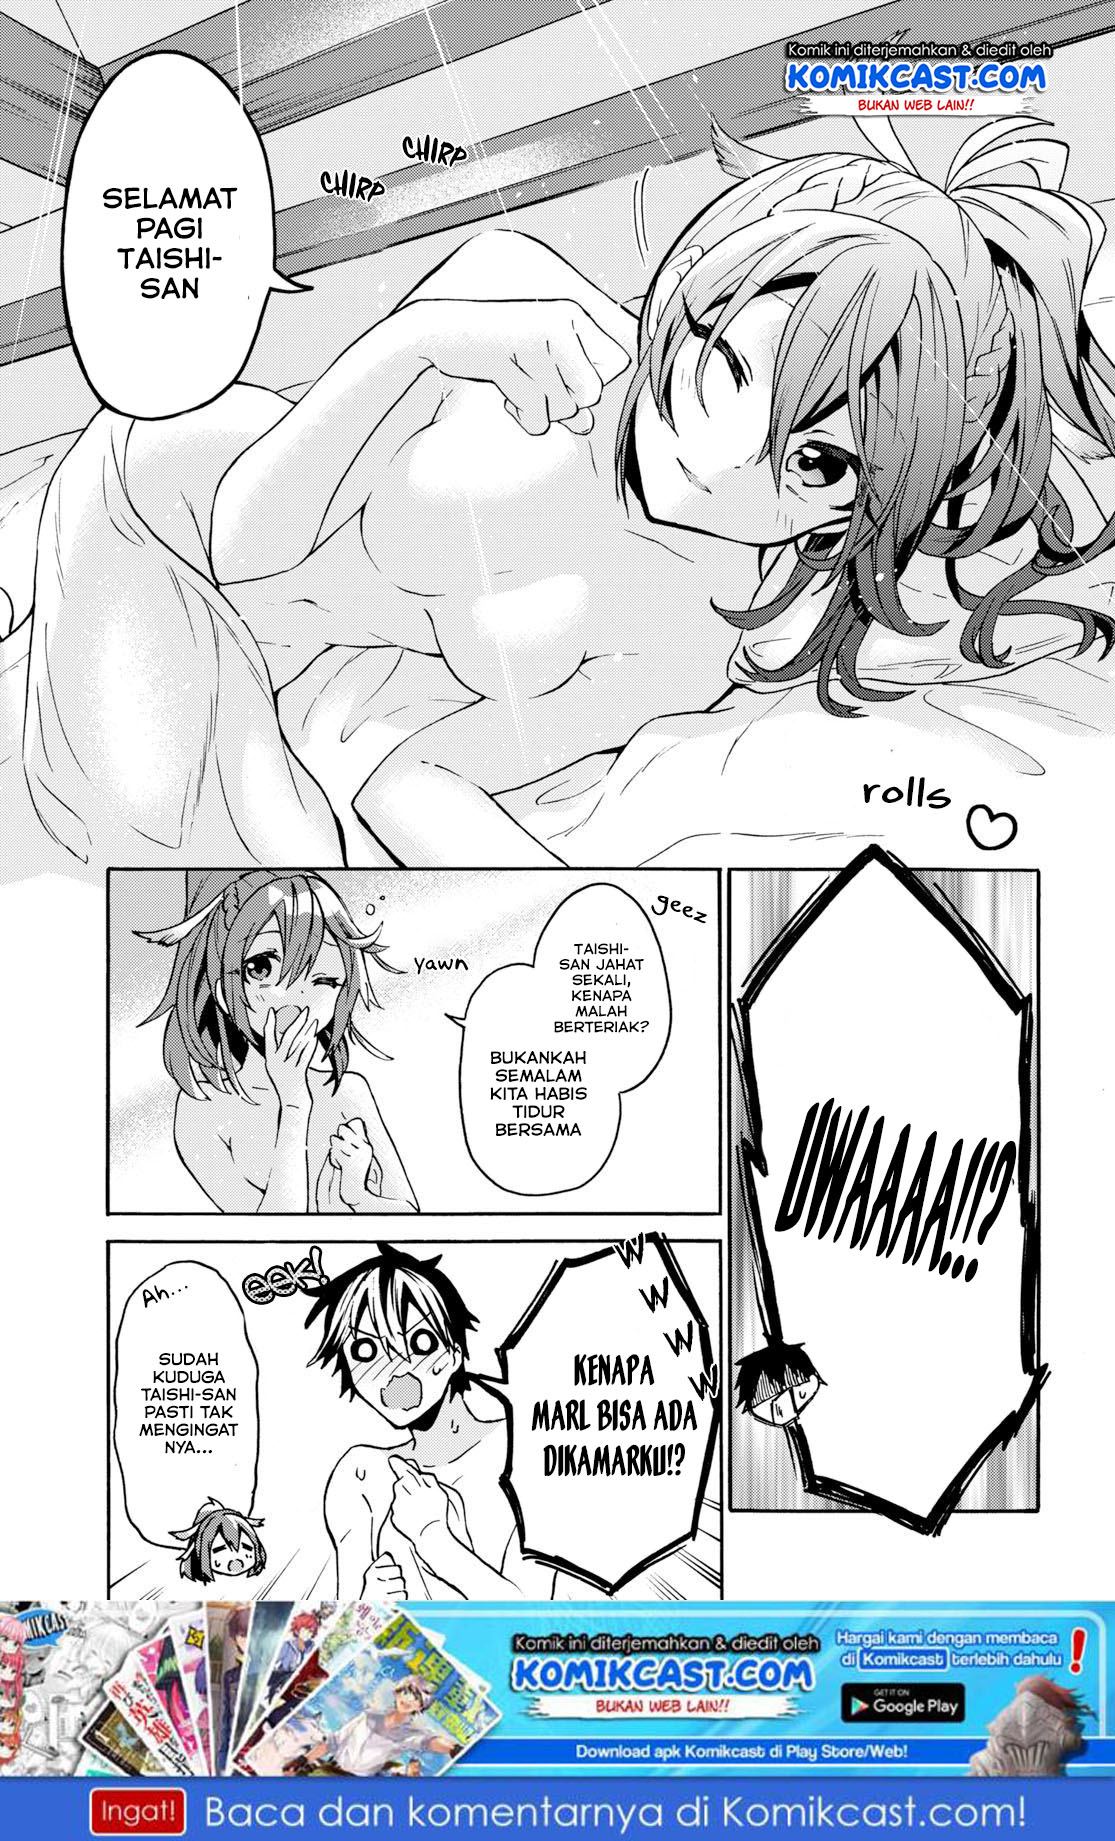 Komik ini diterjemahkan & diedit oleh
KOMIKCAST.COM
BUKAN WEB LAIN!!
CHIRP
CHIRP
SELAMAT
PAGI
TAISHI-
SAN
rolls
UWAAAA!!?
geez
TAISHI-
SAN JAHAT
SEKALI,
KENAPA
MALAH
BERTERIAK?
BUKANKAH
SEMALAM
KITA HABIS
TIDUR
BERSAMA
yawn
W
W
W
W
W
KENAPA
MARL BISA ADA
DIKAMARKU!?
eek!
Ah...
SUDAH
KUDUGA
TAISHI-SAN
PASTI TAK
MENGINGAT
NYA...
Komik ini diterjemahkan & diedit oleh
KOMIKCAST.COM
BUKAN WEB LAIN!!
Hargai kami dengan membaca
di Komikcast terlebih dahulu !
GET IT ON
Google Play
Download apk Komikcast di Play Store/Web!
Ingat! Baca dan komentarnya di Komikcast.com!